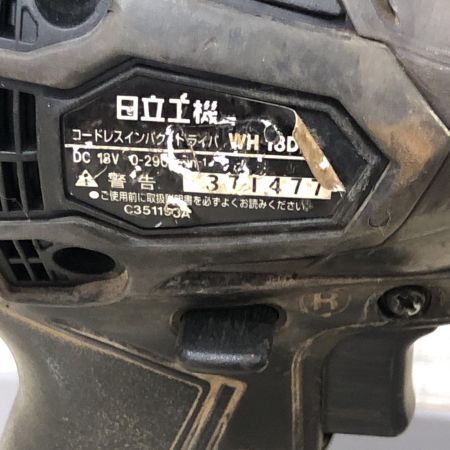 日立工機
コードレスインパクトドライバ WH 18D
DC 18V 0-290
警告 371477
●ご使用前に取扱説明書を必ずよくお読みください。